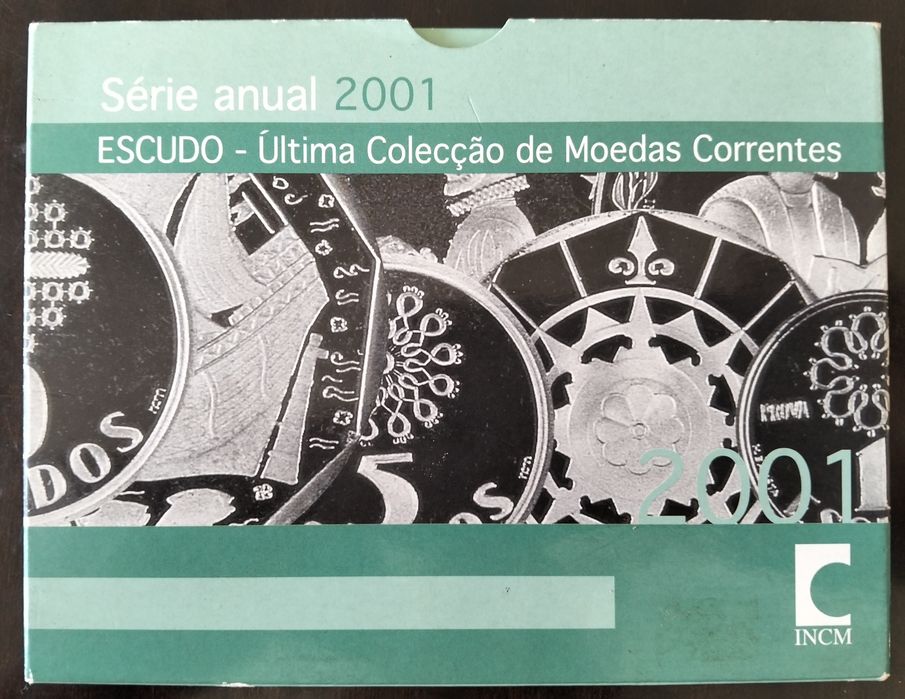 Série anual 2001
ESCUDO - Última Colecção de Moedas Correntes
DOS
5
OS
2001
INCM